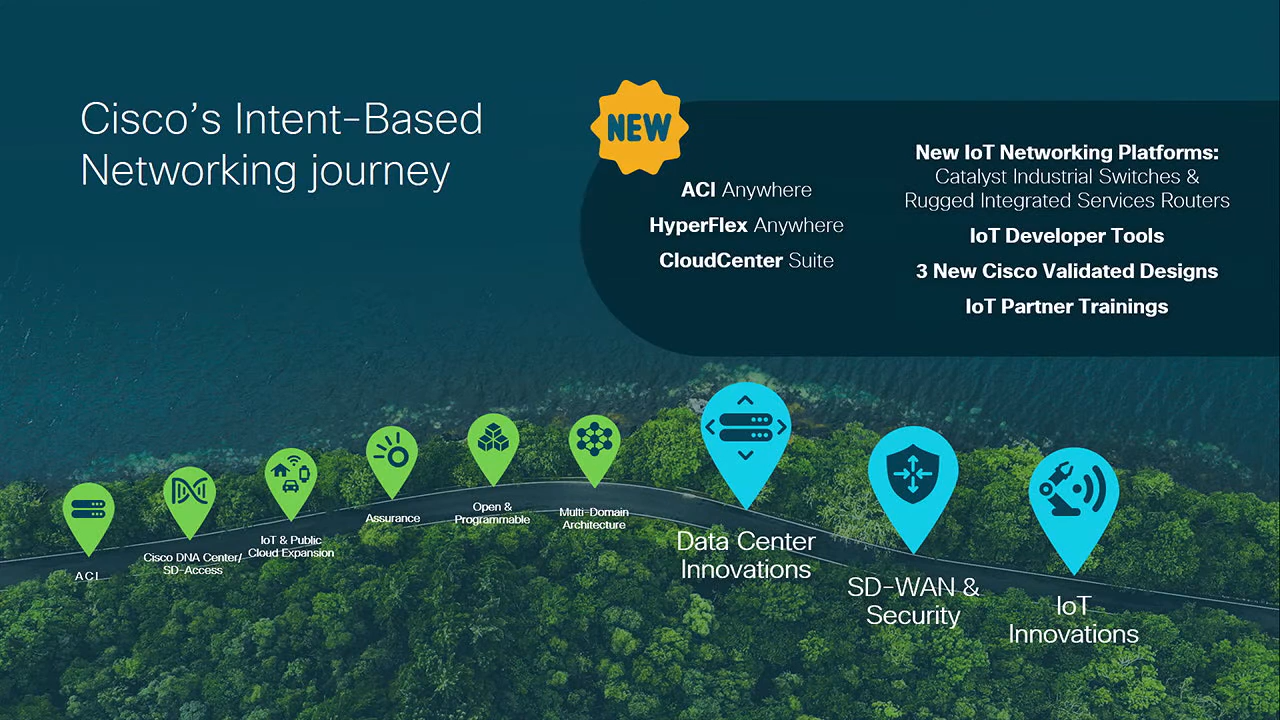 Cisco's Intent-Based
Networking journey
NEW
ACI Anywhere
HyperFlex Anywhere
CloudCenter Suite
New IoT Networking Platforms:
Catalyst Industrial Switches &
Rugged Integrated Services Routers
IoT Developer Tools
3 New Cisco Validated Designs
IoT Partner Trainings
ACI
Cisco DNA Center/
SD-Access
IoT & Public
Cloud Expansion
Assurance
Open &
Programmable
Multi-Domain
Architecture
Data Center
Innovations
SD-WAN &
Security
IoT
Innovations